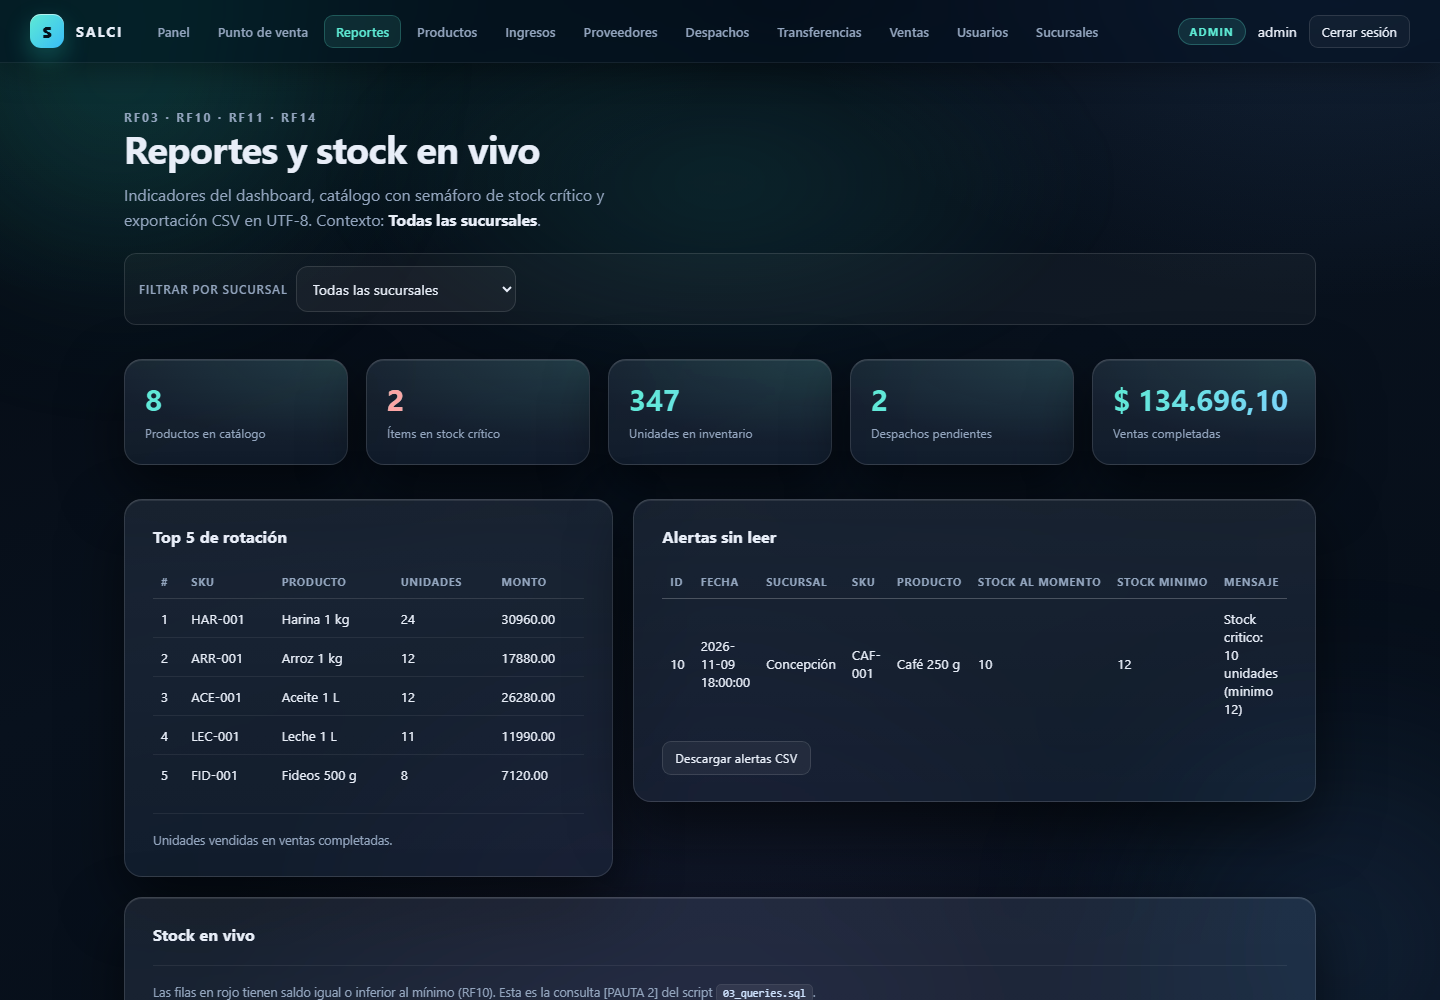 S SALCI Panel Punto de venta Reportes Productos Ingresos Proveedores Despachos Transferencias Ventas Usuarios Sucursales ADMIN admin Cerrar sesión
RF03 · RF10 · RF11 · RF14
Reportes y stock en vivo
Indicadores del dashboard, catálogo con semáforo de stock crítico y
exportación CSV en UTF-8. Contexto: Todas las sucursales.
FILTRAR POR SUCURSAL Todas las sucursales
8
Productos en catálogo
2
Ítems en stock crítico
347
Unidades en inventario
2
Despachos pendientes
$ 134.696,10
Ventas completadas
Top 5 de rotación
# SKU PRODUCTO UNIDADES MONTO
1 HAR-001 Harina 1 kg 24 30960.00
2 ARR-001 Arroz 1 kg 12 17880.00
3 ACE-001 Aceite 1 L 12 26280.00
4 LEC-001 Leche 1 L 11 11990.00
5 FID-001 Fideos 500 g 8 7120.00
Unidades vendidas en ventas completadas.
Alertas sin leer
ID FECHA SUCURSAL SKU PRODUCTO STOCK AL MOMENTO STOCK MINIMO MENSAJE
10
2026-
11-09
18:00:00
Concepción
CAF-
001
Café 250 g
10
12
Stock
critico:
10
unidades
(minimo
12)
Descargar alertas CSV
Stock en vivo
Las filas en rojo tienen saldo igual o inferior al mínimo (RF10). Esta es la consulta [PAUTA 2] del script 03_queries.sql .